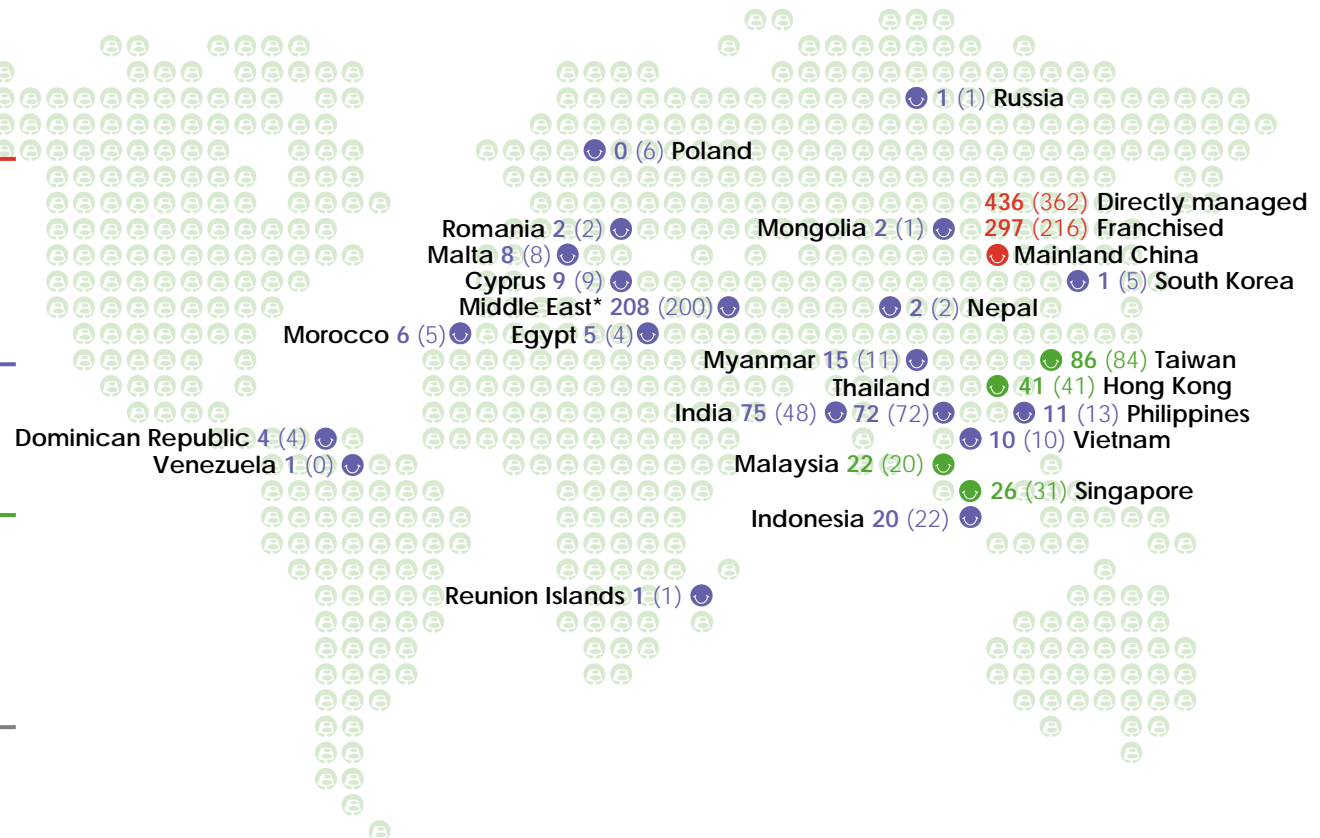 1 (1) Russia
0 (6) Poland
436 (362) Directly managed
Romania 2 (2)
Mongolia 2 (1)
297 (216) Franchised
Malta 8 (8)
Mainland China
Cyprus 9 (9)
1 (5) South Korea
Middle East* 208 (200)
2 (2) Nepal
Morocco 6 (5)
Egypt 5 (4)
Myanmar 15 (11)
86 (84) Taiwan
Thailand
41 (41) Hong Kong
India 75 (48)
72 (72)
11 (13) Philippines
Dominican Republic 4 (4)
10 (10) Vietnam
Venezuela 1 (0)
Malaysia 22 (20)
26 (31) Singapore
Indonesia 20 (22)
Reunion Islands 1 (1)